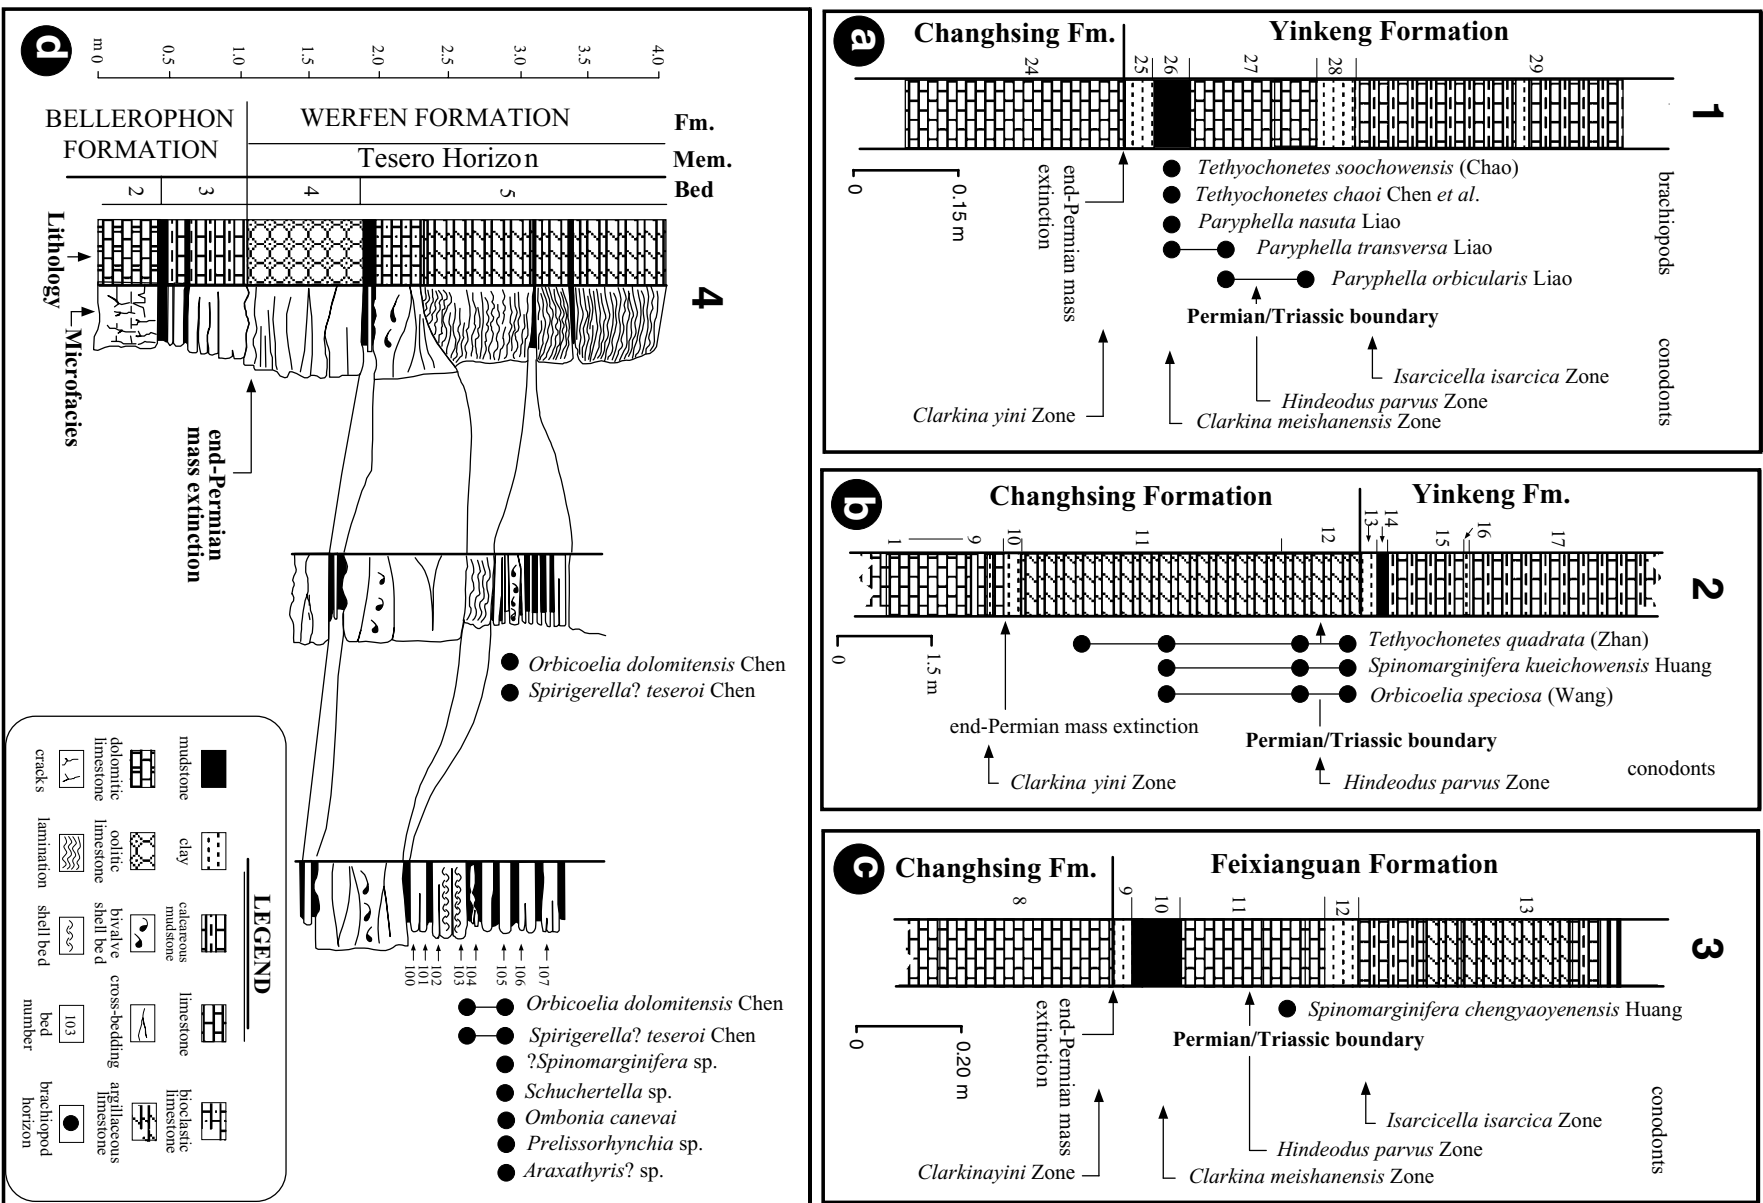 d
m 0
0.5
1.0
1.5
2.0
2.5
3.0
3.5
4.0
BELLEROPHON
FORMATION
WERFEN FORMATION
Fm.
Tesero Horizon
Mem.
2
3
4
5
Bed
Lithology
Microfacies
4
end-Permian
mass extinction
Orbicoelia dolomitensis Chen
Spirigerella? teseroi Chen
100
101
102
103
104
105
106
107
Orbicoelia dolomitensis Chen
Spirigerella? teseroi Chen
?Spinomarginifera sp.
Schuchertella sp.
Ombonia canevai
Prelissorhynchia sp.
Araxathyris? sp.
LEGEND
mudstone
clay
calcareous
mudstone
limestone
bioclastic
limestone
dolomitic
limestone
oolitic
limestone
bivalve
shell bed
cross-bedding
argillaceous
limestone
cracks
lamination
shell bed
103
bed
number
brachiopod
horizon
a
Changhsing Fm.
Yinkeng Formation
24
25
26
27
28
29
1
0
0.15 m
end-Permian mass
extinction
brachiopods
Tethyochonetes soochowensis (Chao)
Tethyochonetes chaoi Chen et al.
Paryphella nasuta Liao
Paryphella transversa Liao
Paryphella orbicularis Liao
Permian/Triassic boundary
conodonts
Isarcicella isarcica Zone
Hindeodus parvus Zone
Clarkina yini Zone
Clarkina meishanensis Zone
b
Changhsing Formation
Yinkeng Fm.
1
9
10
11
12
13
14
15
16
17
2
0
1.5 m
Tethyochonetes quadrata (Zhan)
Spinomarginifera kueichowensis Huang
Orbicoelia speciosa (Wang)
end-Permian mass extinction
Permian/Triassic boundary
conodonts
Clarkina yini Zone
Hindeodus parvus Zone
c
Changhsing Fm.
Feixianguan Formation
8
9
10
11
12
13
3
0
0.20 m
end-Permian mass
extinction
Spinomarginifera chengyaoyenensis Huang
Permian/Triassic boundary
conodonts
Isarcicella isarcica Zone
Hindeodus parvus Zone
Clarkinayini Zone
Clarkina meishanensis Zone